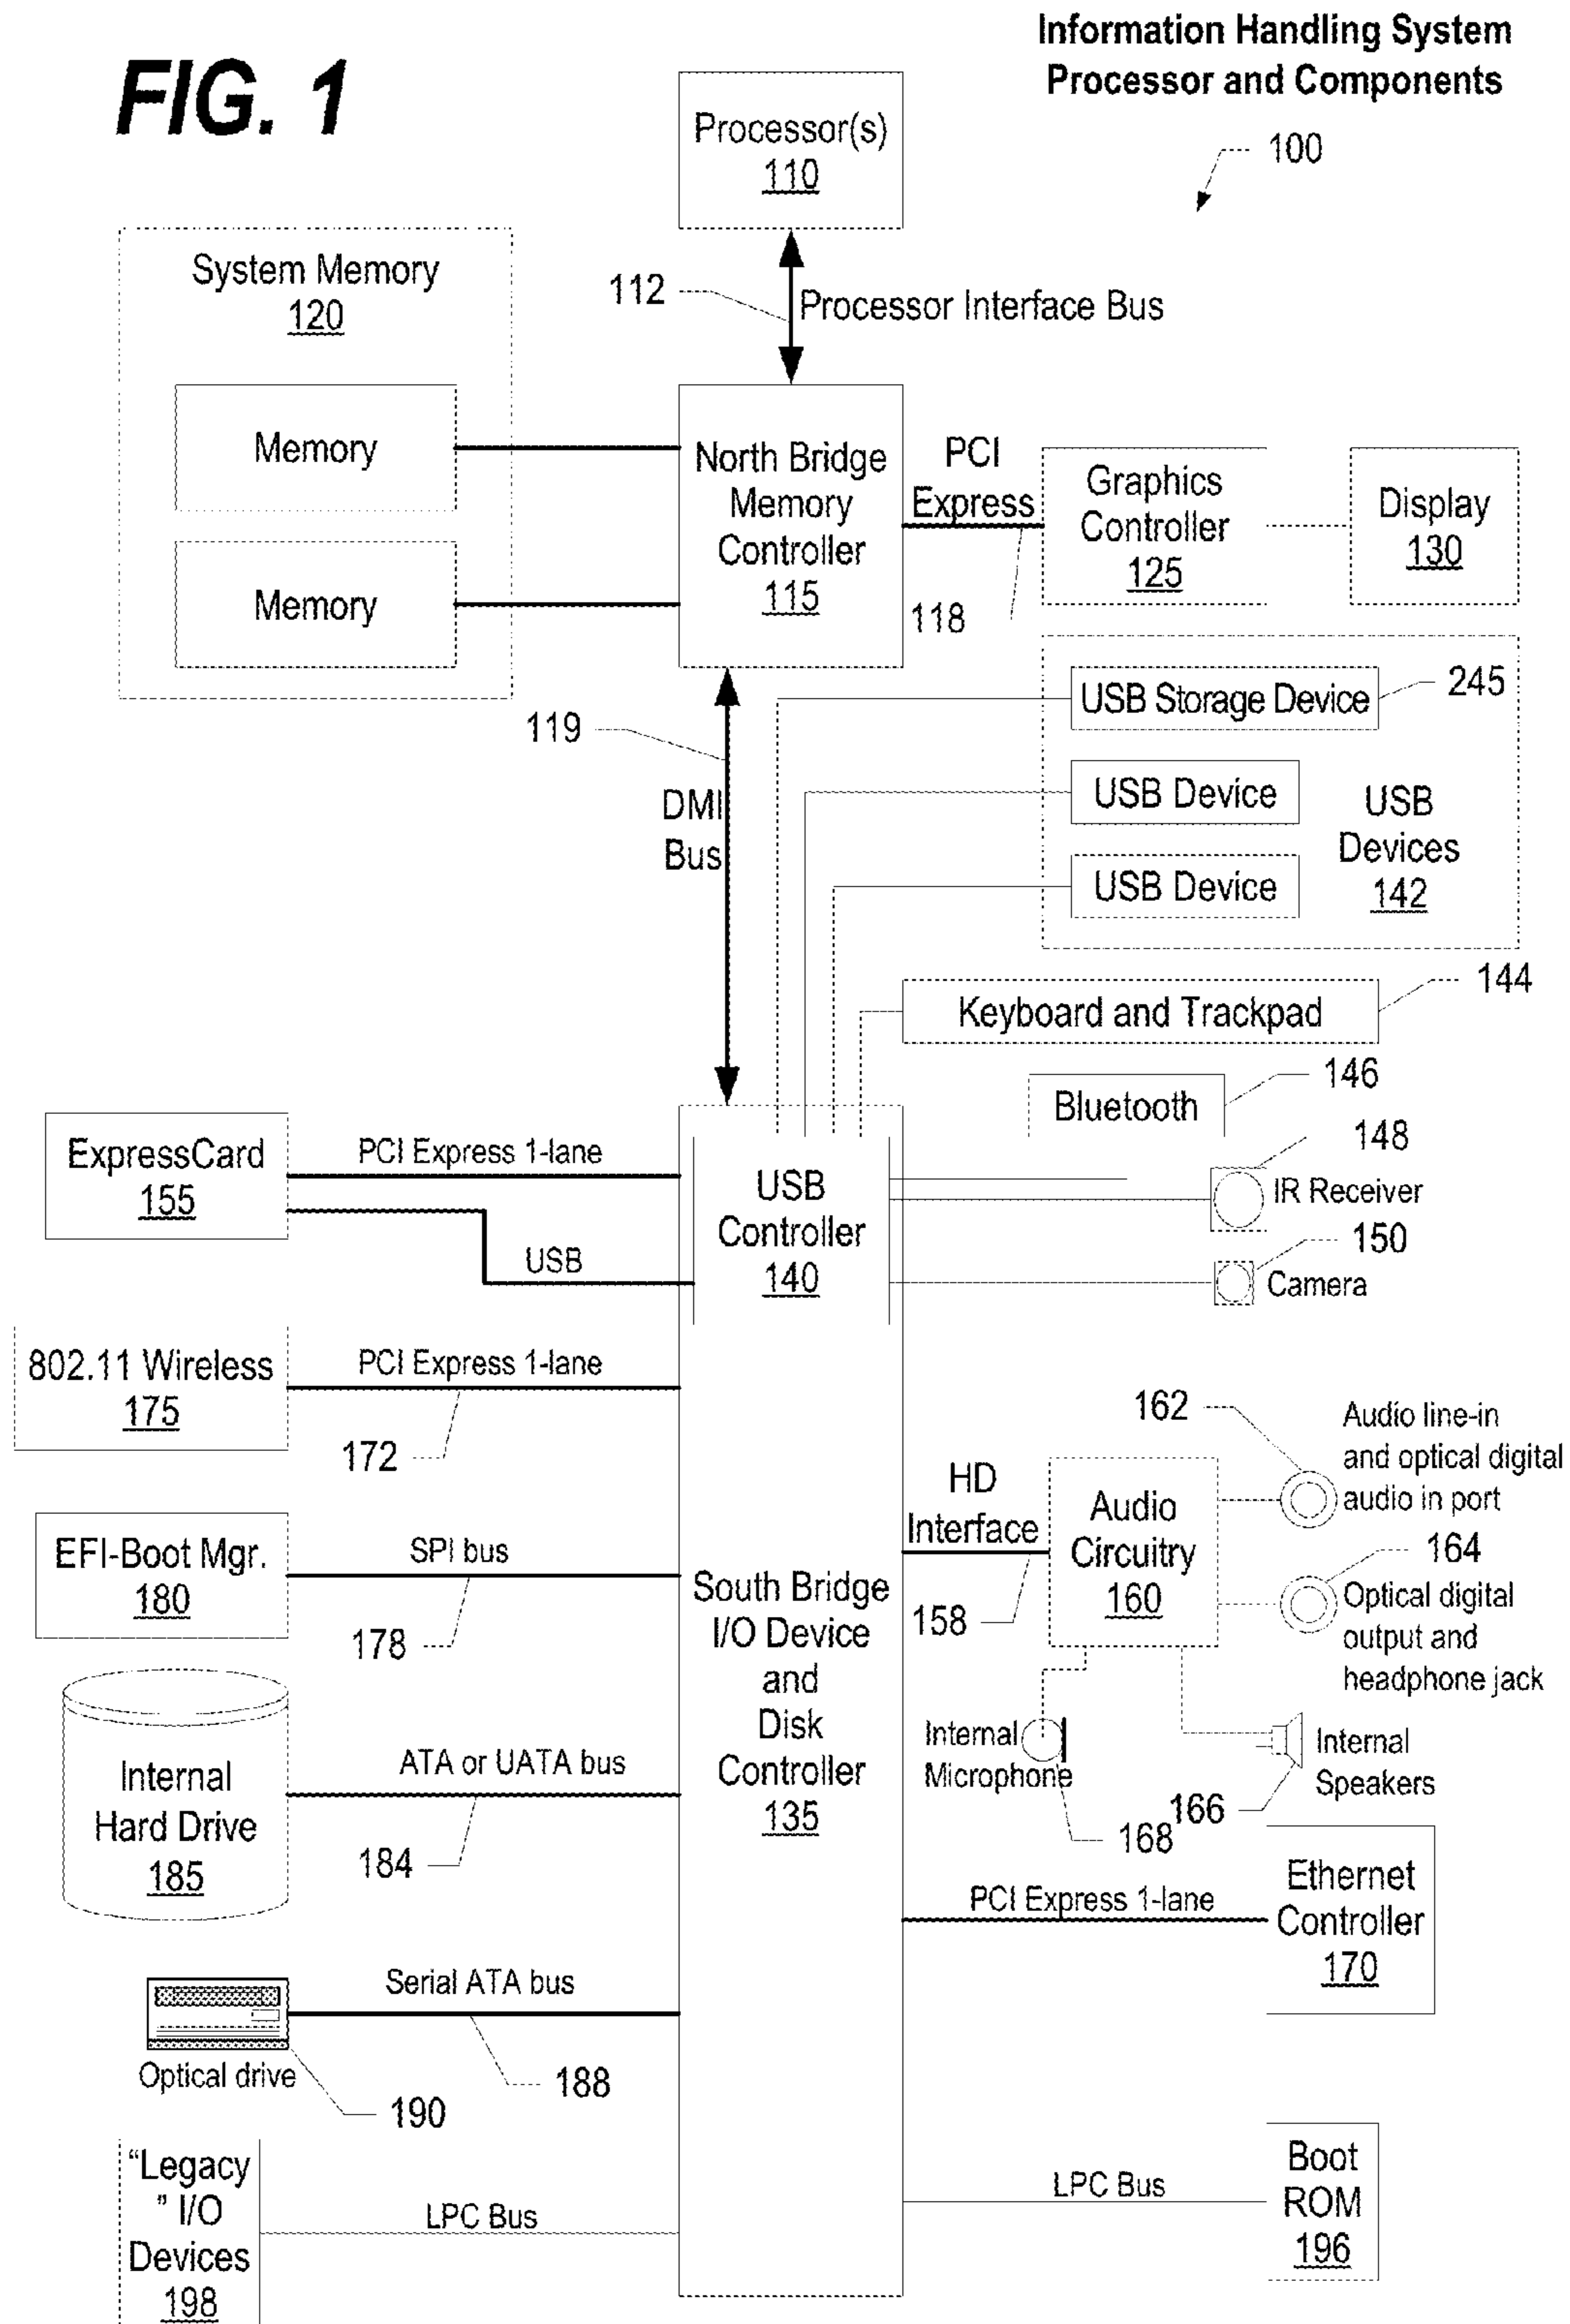 FIG. 1
Information Handling System
Processor and Components
100
Processor(s)
110
System Memory
120
112
Processor Interface Bus
Memory
Memory
North Bridge
Memory
Controller
115
PCI
Express
118
Graphics
Controller
125
Display
130
119
DMI
Bus
USB Storage Device
245
USB Device
USB Device
USB
Devices
142
Keyboard and Trackpad
144
Bluetooth
146
148
IR Receiver
150
Camera
ExpressCard
155
PCI Express 1-lane
USB
USB
Controller
140
802.11 Wireless
175
PCI Express 1-lane
172
EFI-Boot Mgr.
180
SPI bus
178
South Bridge
I/O Device
and
Disk
Controller
135
HD
Interface
158
Audio
Circuitry
160
162
Audio line-in
and optical digital
audio in port
164
Optical digital
output and
headphone jack
Internal
Microphone
168
166
Internal
Speakers
Internal
Hard Drive
185
ATA or UATA bus
184
PCI Express 1-lane
Ethernet
Controller
170
Serial ATA bus
188
Optical drive
190
"Legacy
" I/O
Devices
198
LPC Bus
LPC Bus
Boot
ROM
196